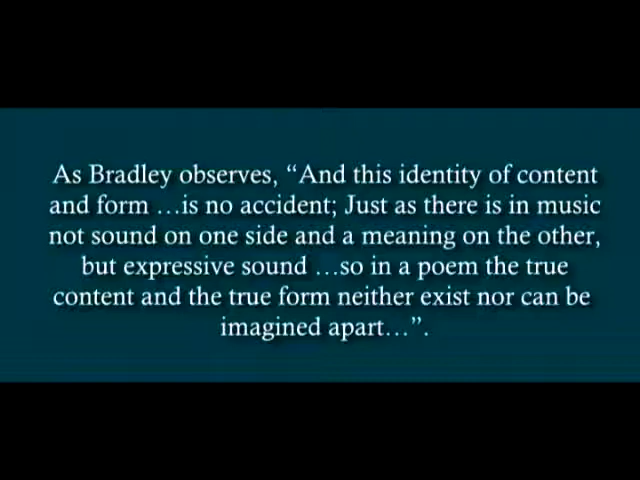 As Bradley observes, “And this identity of content
and form …is no accident; Just as there is in music
not sound on one side and a meaning on the other,
but expressive sound …so in a poem the true
content and the true form neither exist nor can be
imagined apart…”.